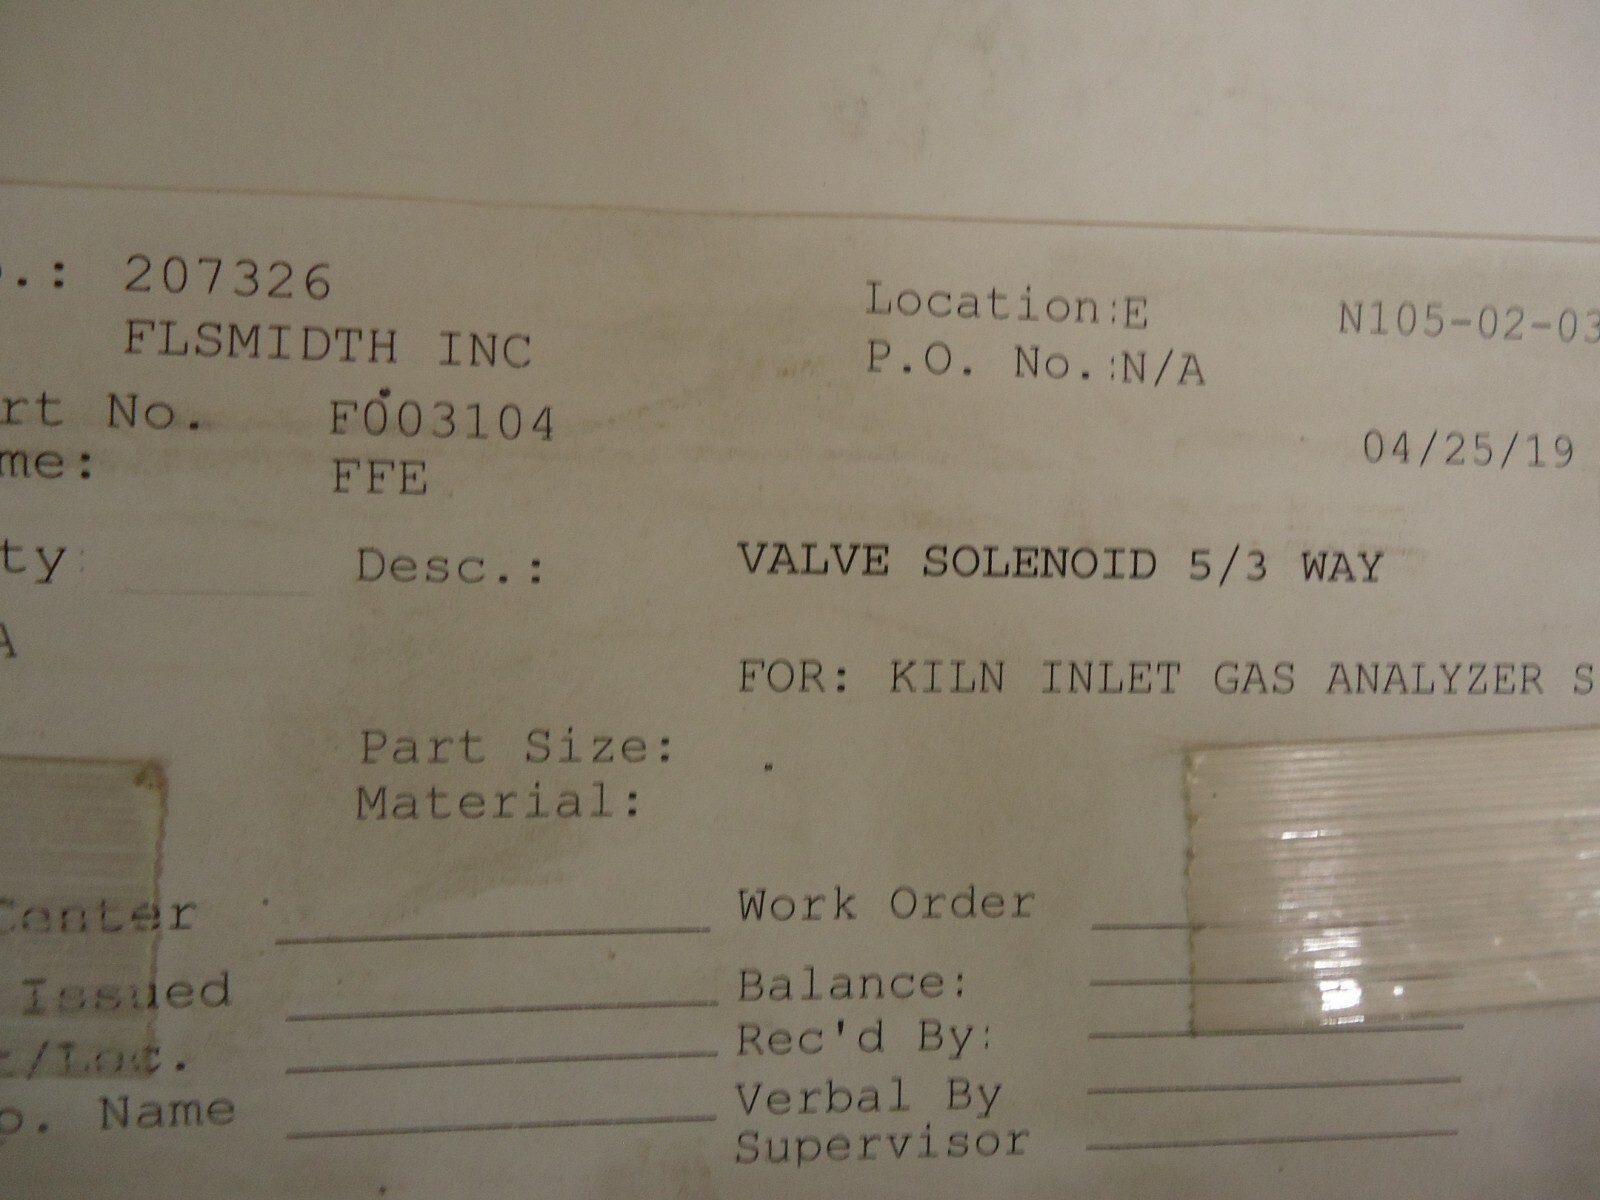 .: 207326
FLSMIDTH INC
Location:E N105-02-03
P.O. No.:N/A
rt No. F003104
me: FFE
04/25/19
ty: Desc.: VALVE SOLENOID 5/3 WAY
A
FOR: KILN INLET GAS ANALYZER S
Part Size:
Material:
Center Work Order
Issued Balance:
/Loc. Rec'd By:
p. Name Verbal By
Supervisor